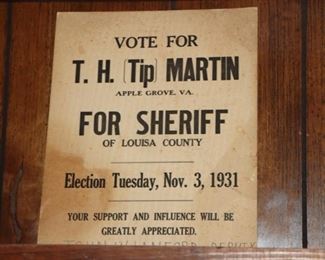 VOTE FOR
T. H. (Tip) MARTIN
APPLE GROVE, VA.
FOR SHERIFF
OF LOUISA COUNTY
Election Tuesday, Nov. 3, 1931
YOUR SUPPORT AND INFLUENCE WILL BE
GREATLY APPRECIATED.